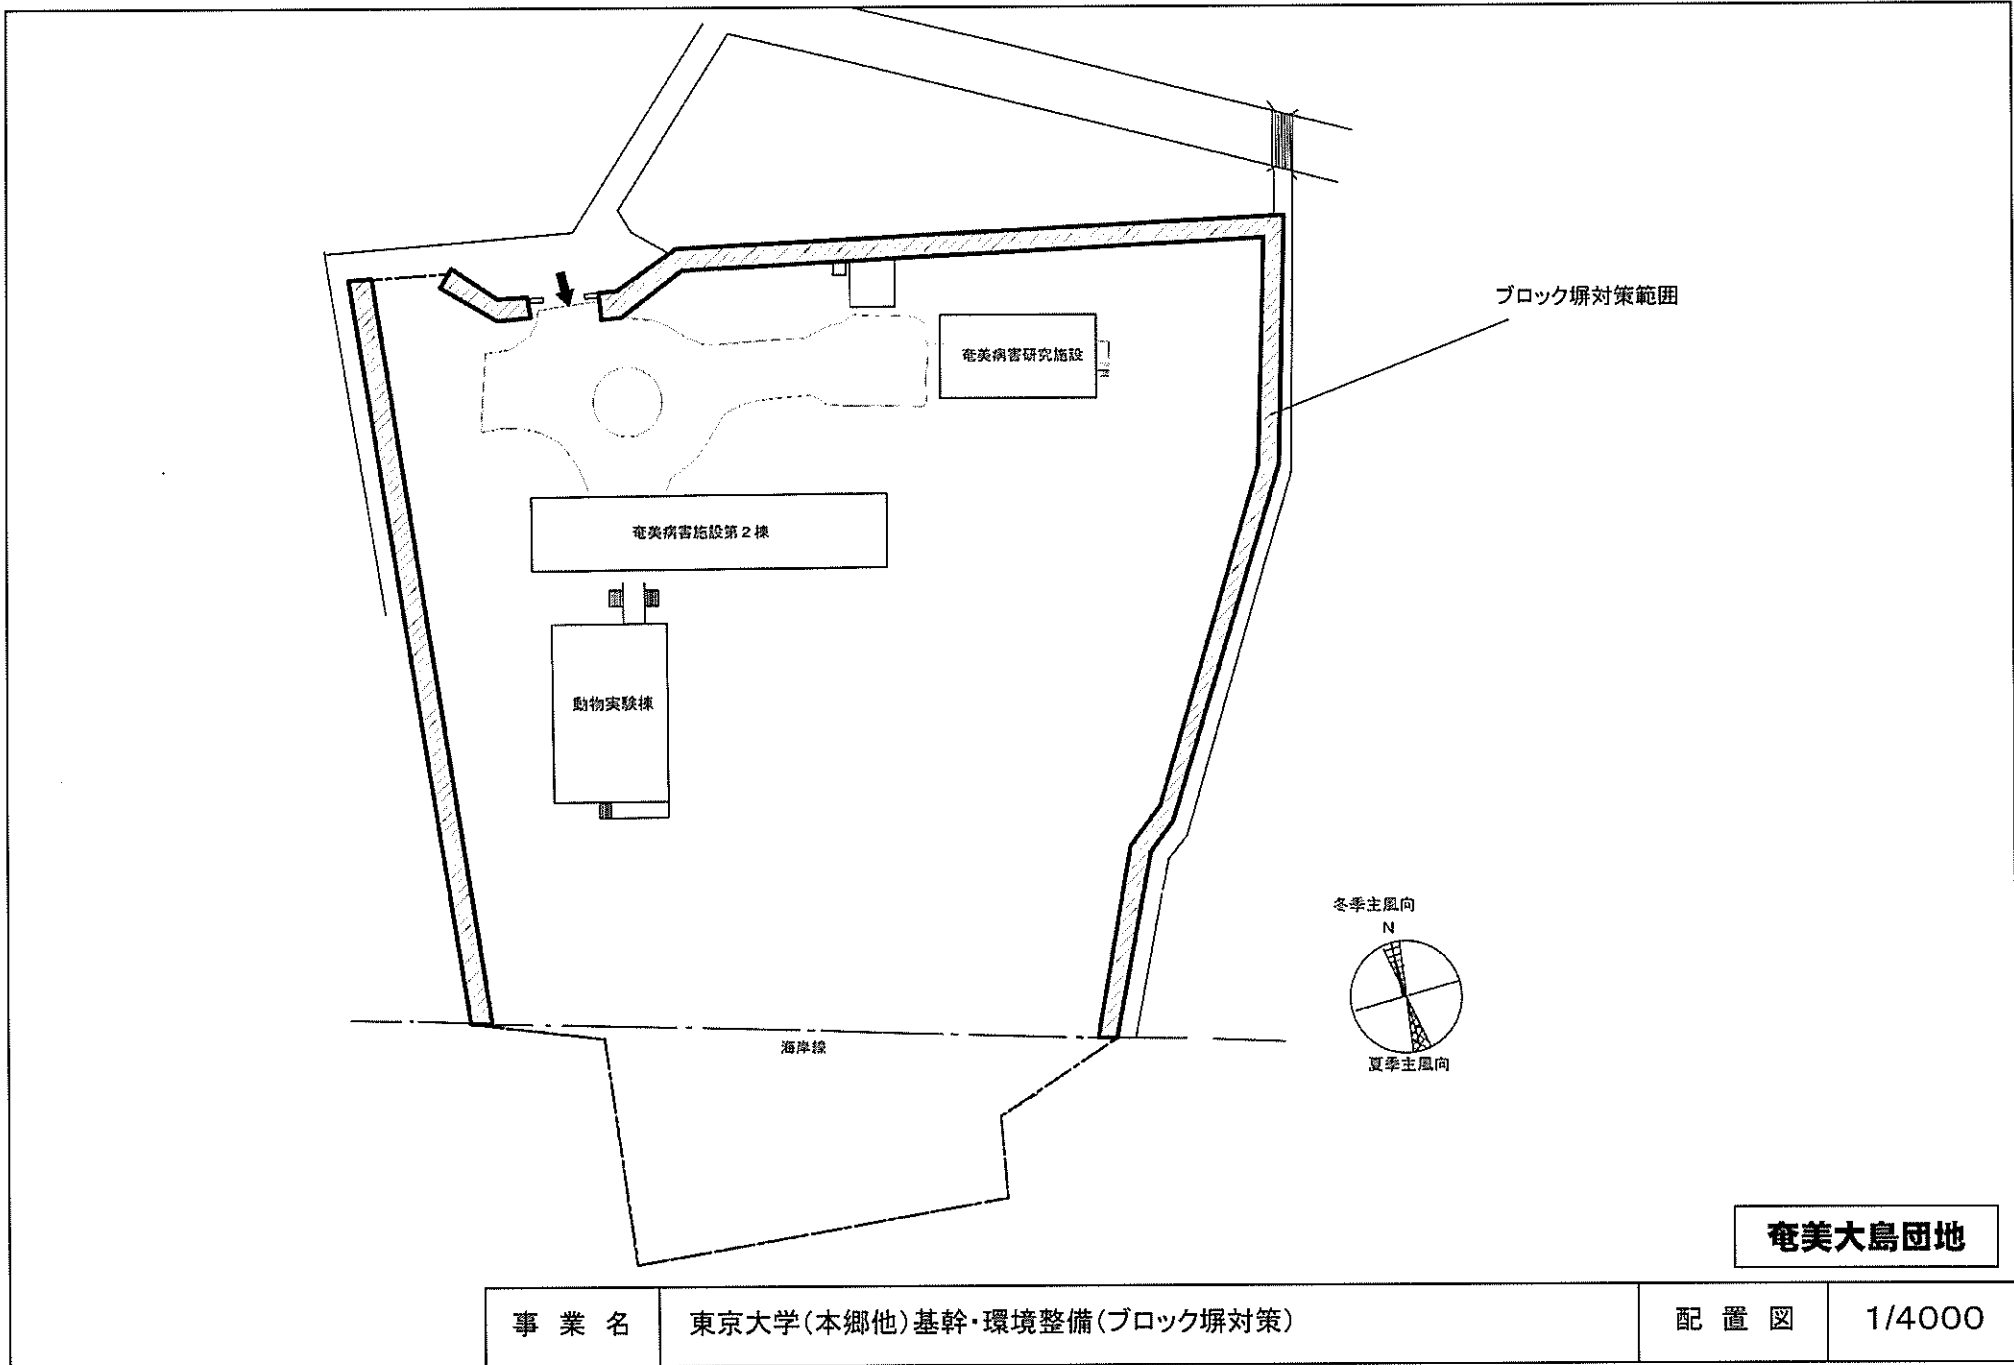 ブロック塀対策範囲
奄美病害研究施設
奄美病害施設第2棟
動物実験棟
冬季主風向
N
夏季主風向
海岸線
奄美大島団地
事業名
東京大学(本郷他)基幹・環境整備(ブロック塀対策)
配置図
1/4000